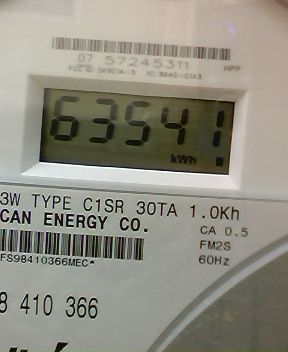 07 57245311
HPP
63541
kWh
3W TYPE C1SR 30TA 1.0Kh
CAN ENERGY CO.
CA 0.5
FM2S
60Hz
FS98410366MEC*
8 410 366